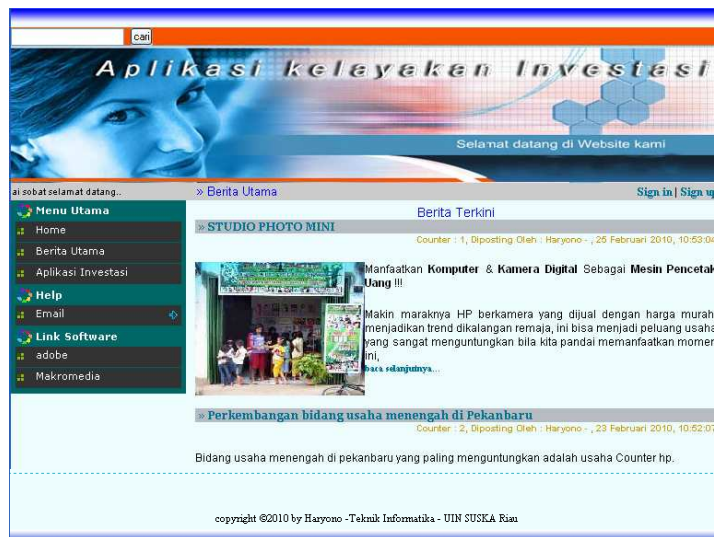 cari
Aplikasi kelayakan Investasi
Selamat datang di Website kami
ai sobat selamat datang..
» Berita Utama
Sign in | Sign up
Menu Utama
Home
Berita Utama
Aplikasi Investasi
Help
Email
Link Software
adobe
Makromedia
Berita Terkini
» STUDIO PHOTO MINI
Counter : 1, Diposting Oleh : Haryono - , 25 Februari 2010, 10:53:04
Manfaatkan Komputer & Kamera Digital Sebagai Mesin Pencetak
Uang !!!
Makin maraknya HP berkamera yang dijual dengan harga murah
menjadikan trend dikalangan remaja, ini bisa menjadi peluang usaha
yang sangat menguntungkan bila kita pandai memanfaatkan momen
ini,
baca selanjutnya...
» Perkembangan bidang usaha menengah di Pekanbaru
Counter : 2, Diposting Oleh : Haryono - , 23 Februari 2010, 10:52:07
Bidang usaha menengah di pekanbaru yang paling menguntungkan adalah usaha Counter hp.
copyright ©2010 by Haryono -Teknik Informatika - UIN SUSKA Riau